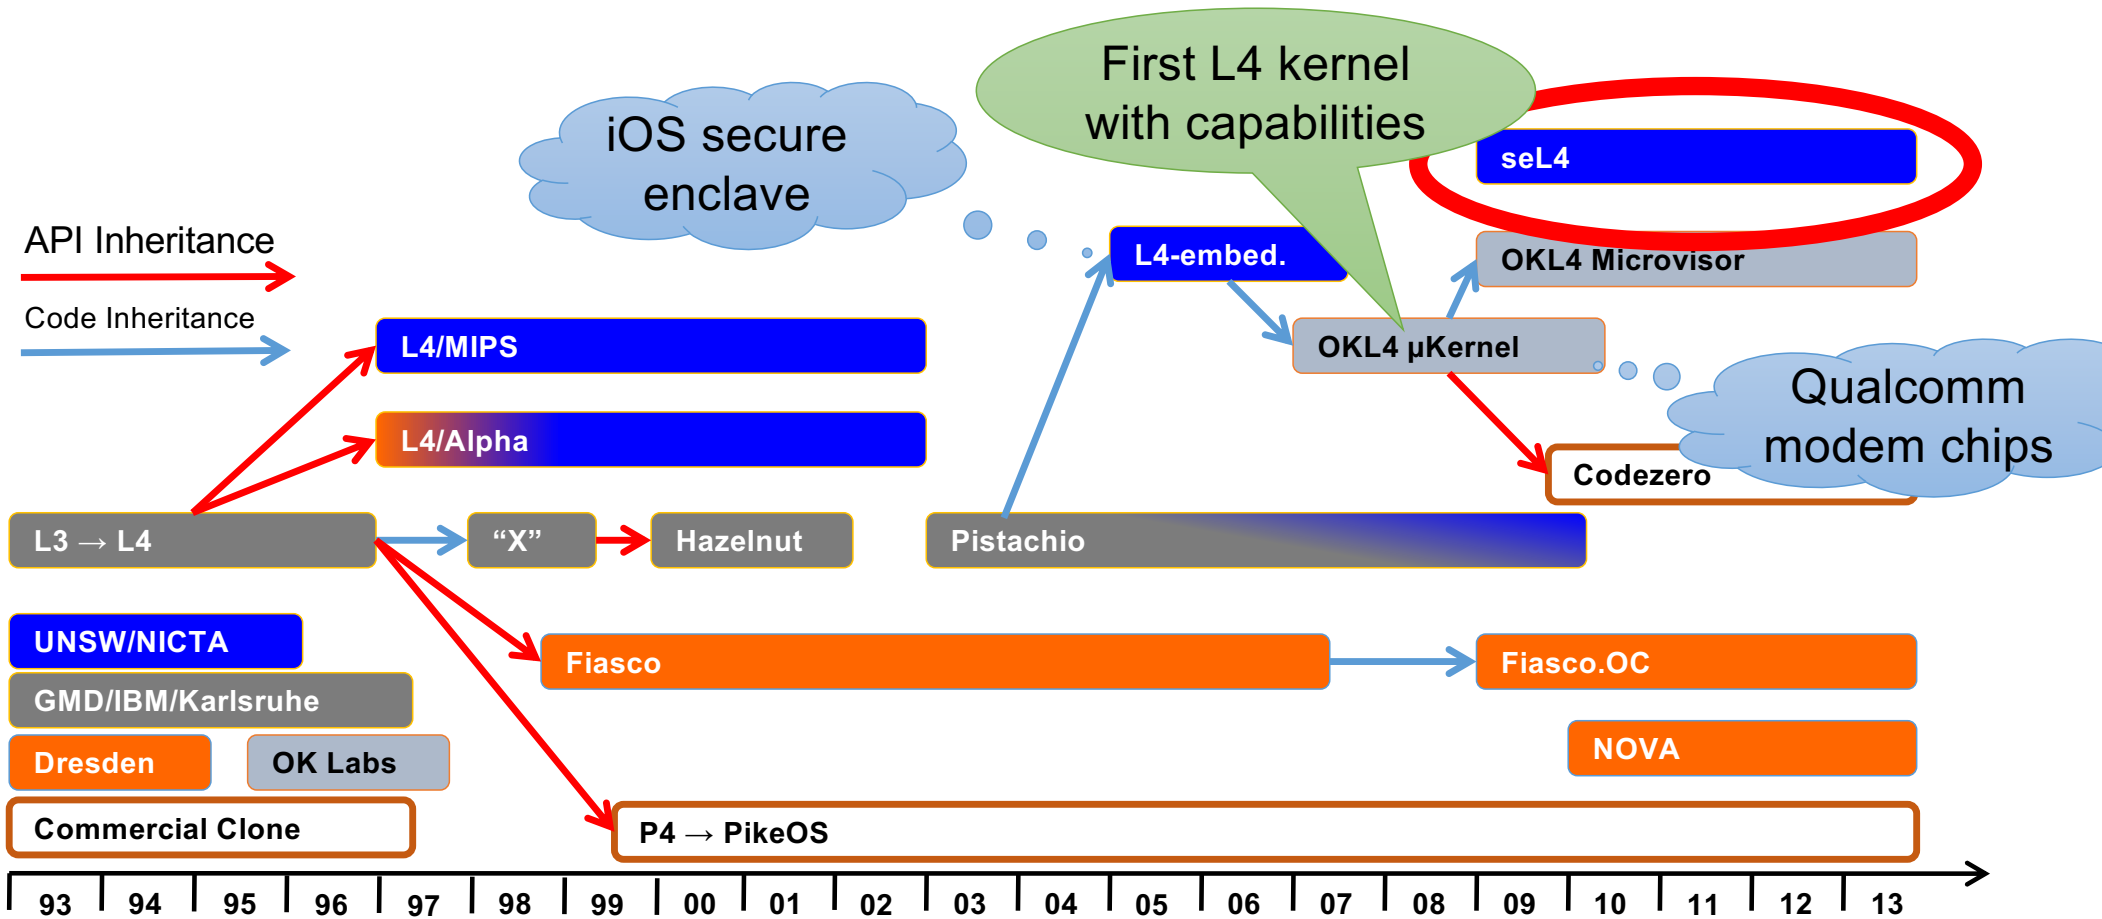 First L4 kernel
with capabilities
iOS secure
enclave
seL4
API Inheritance
L4-embed.
OKL4 Microvisor
Code Inheritance
L4/MIPS
OKL4 µKernel
Qualcomm
modem chips
L4/Alpha
Codezero
L3 → L4
“X”
Hazelnut
Pistachio
UNSW/NICTA
Fiasco
Fiasco.OC
GMD/IBM/Karlsruhe
Dresden
OK Labs
NOVA
Commercial Clone
P4 → PikeOS
93 94 95 96 97 98 99 00 01 02 03 04 05 06 07 08 09 10 11 12 13